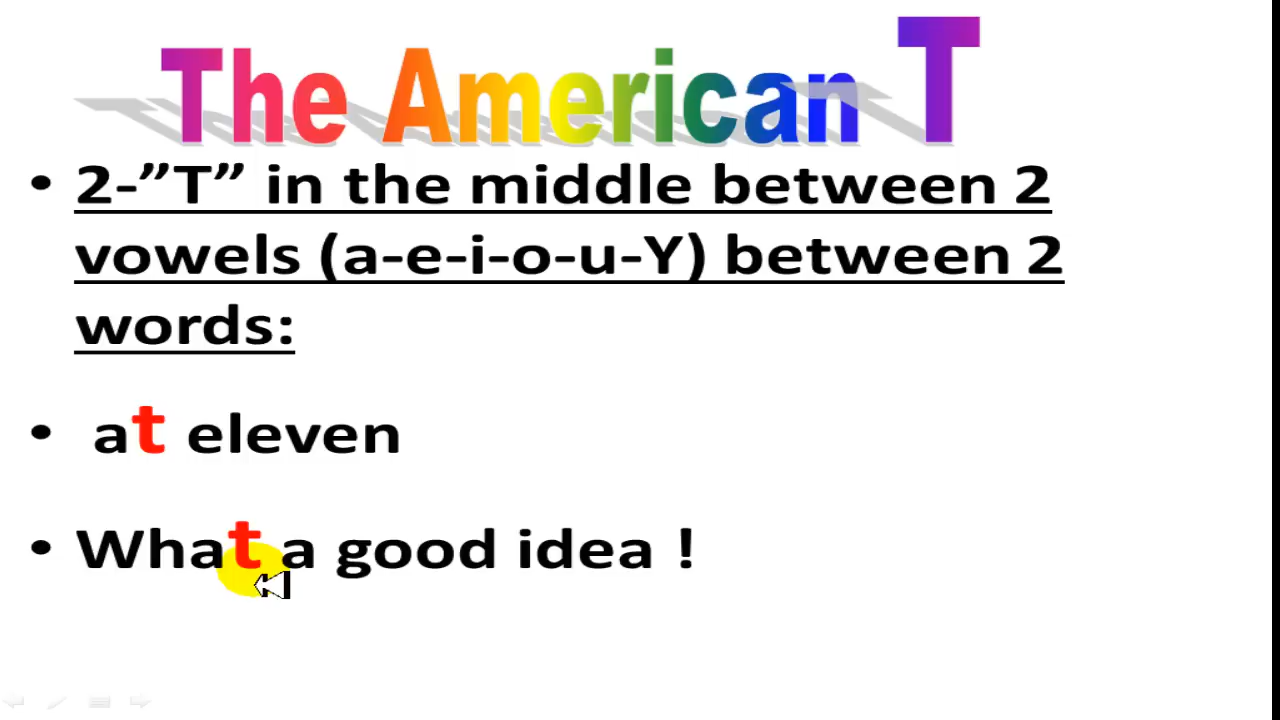 The American T
• 2-”T” in the middle between 2
vowels (a-e-i-o-u-Y) between 2
words:
• at eleven
• What a good idea !